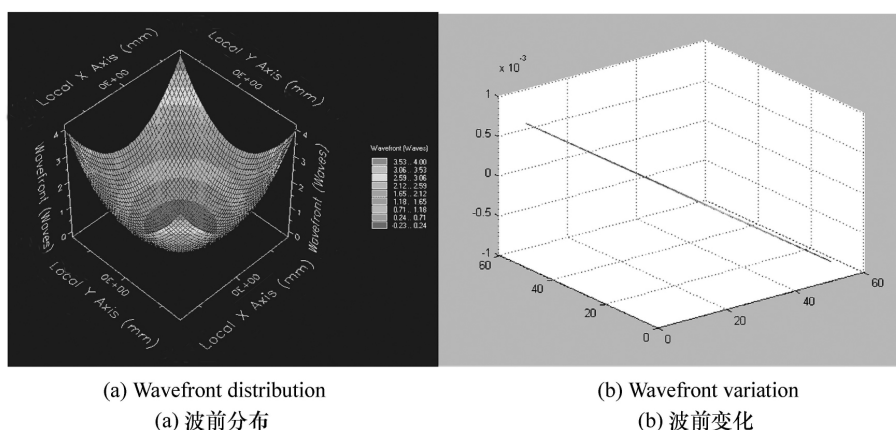 Local X Axis (mm)
0E+00
Local Y Axis (mm)
0E+00
4
3
2
1
0
Wavefront (Waves)
4
3
2
1
0
Wavefront (Waves)
Wavefront (Waves)
3.53 .. 4.00
3.06 .. 3.53
2.59 .. 3.06
2.12 .. 2.59
1.65 .. 2.12
1.18 .. 1.65
0.71 .. 1.18
0.24 .. 0.71
-0.23 .. 0.24
0E+00
Local Y Axis (mm)
0E+00
Local X Axis (mm)
x 10^-3
1
0.5
0
-0.5
-1
60
40
20
0
0
20
40
60
(a) Wavefront distribution
(a) 波前分布
(b) Wavefront variation
(b) 波前变化